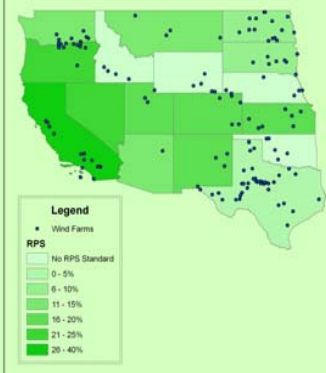 Legend
Wind Farms
RPS
No RPS Standard
0 - 5%
6 - 10%
11 - 15%
16 - 20%
21 - 25%
26 - 40%